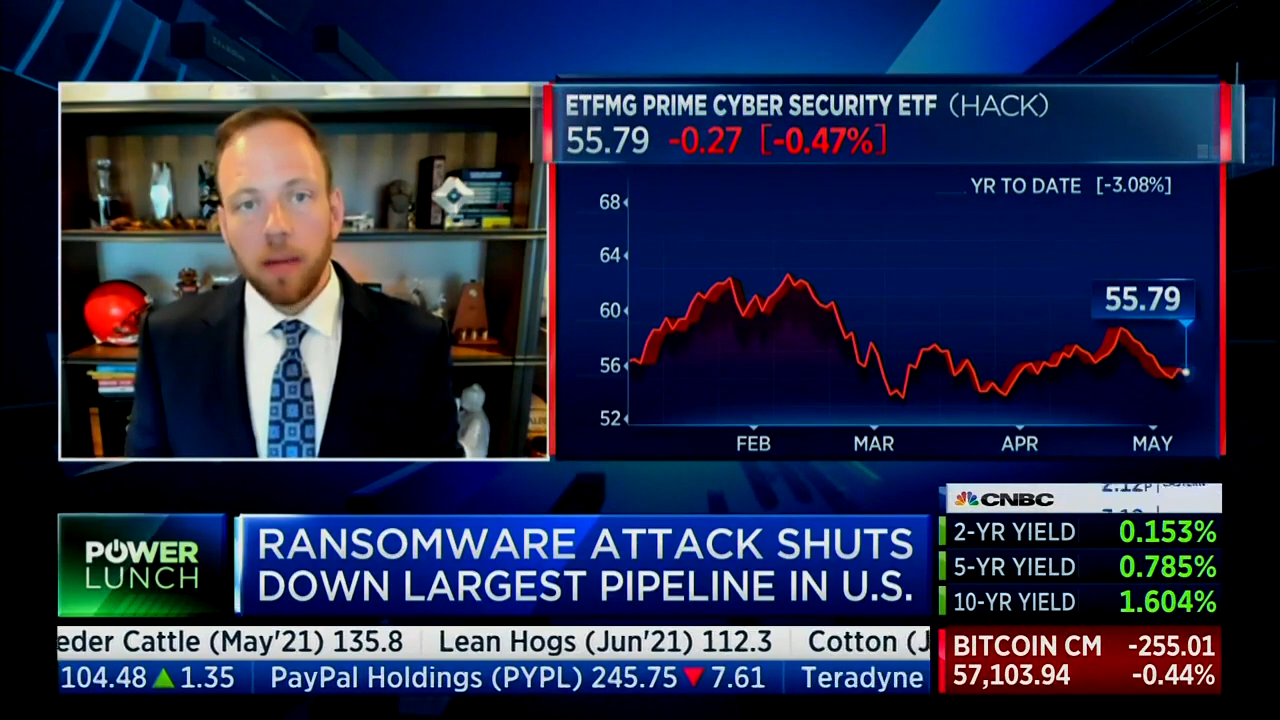 ETFMG PRIME CYBER SECURITY ETF (HACK)
55.79 -0.27 [-0.47%]
YR TO DATE [-3.08%]
68
64
60
56
52
55.79
FEB MAR APR MAY
POWER
LUNCH
RANSOMWARE ATTACK SHUTS
DOWN LARGEST PIPELINE IN U.S.
CNBC
2-YR YIELD 0.153%
5-YR YIELD 0.785%
10-YR YIELD 1.604%
BITCOIN CM -255.01
57,103.94 -0.44%
eder Cattle (May'21) 135.8 Lean Hogs (Jun'21) 112.3 Cotton (J
104.48 ▲ 1.35 PayPal Holdings (PYPL) 245.75 ▼ 7.61 Teradyne